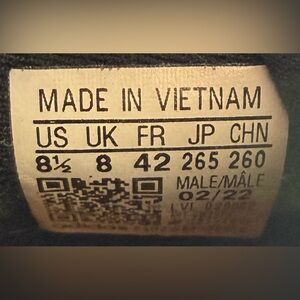 MADE IN VIETNAM
US UK FR JP CHN
8½ 8 42 265 260
MALE/MÂLE
02/22